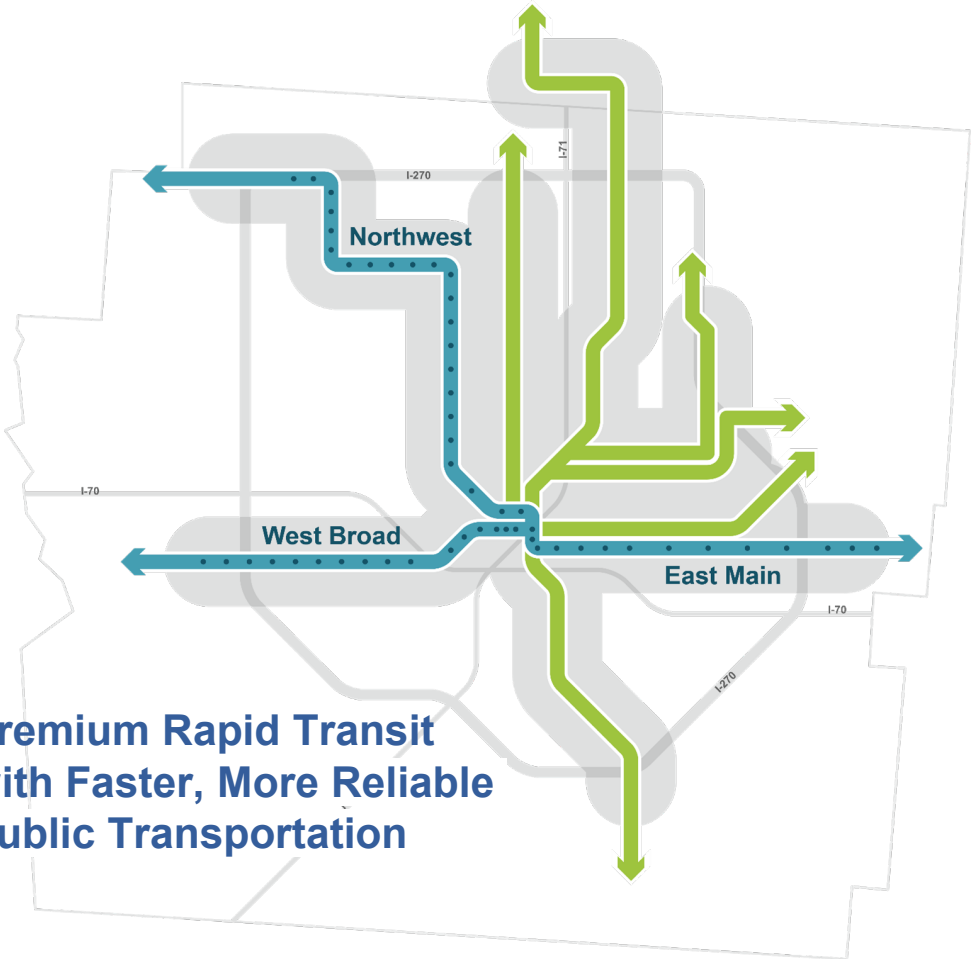 I-71
I-270
Northwest
I-70
West Broad
East Main
I-70
I-270
remium Rapid Transit
ith Faster, More Reliable
ublic Transportation